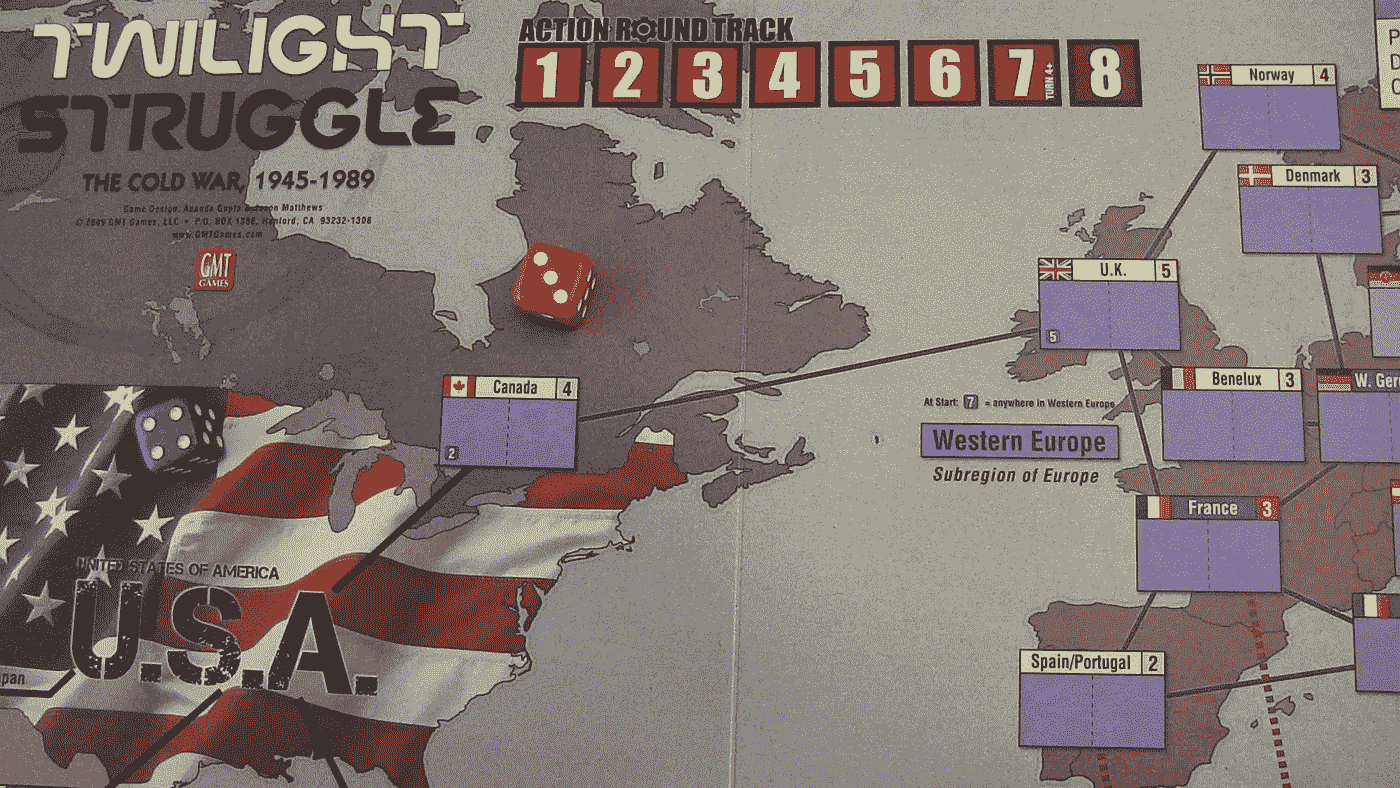 TWILIGHT
STRUGGLE
THE COLD WAR, 1945-1989
Game Design: Ananda Gupta & Jason Matthews
© 2009 GMT Games, LLC • P.O. BOX 1308, Hanford, CA 93232-1308
www.GMTGames.com
GMT
GAMES
ACTION ROUND TRACK
1 2 3 4 5 6 7 8
TURN 4+
Norway 4
Denmark 3
U.K. 5
5
Canada 4
2
Benelux 3
W. Ger
At Start: 7 = anywhere in Western Europe
Western Europe
Subregion of Europe
France 3
UNITED STATES OF AMERICA
U.S.A.
Spain/Portugal 2
pan